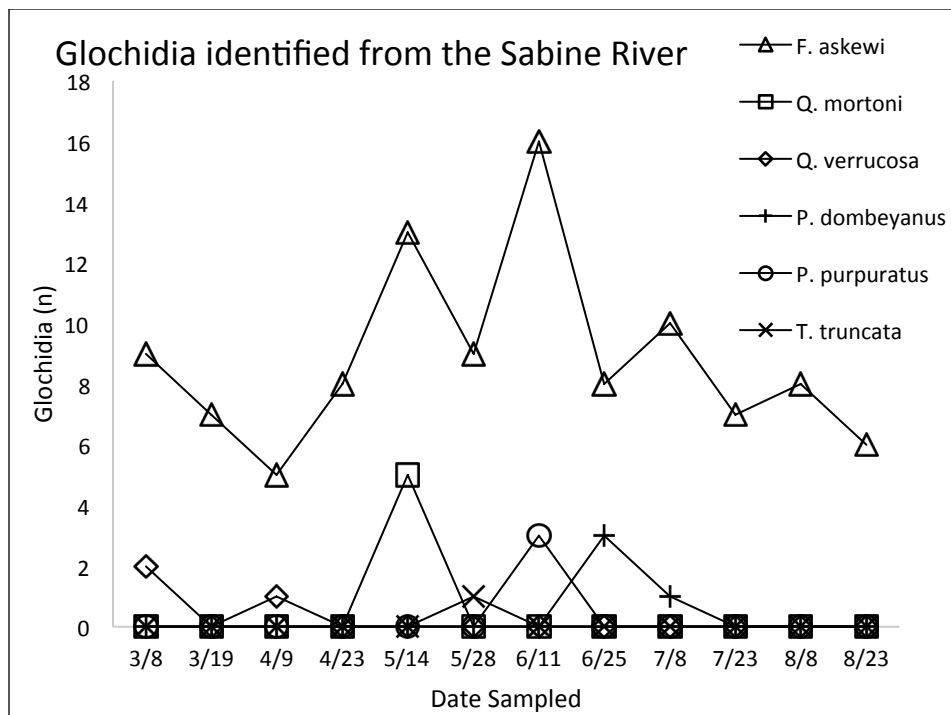 Glochidia identified from the Sabine River
F. askewi
Q. mortoni
Q. verrucosa
P. dombeyanus
P. purpuratus
T. truncata
Glochidia (n)
18
16
14
12
10
8
6
4
2
0
3/8 3/19 4/9 4/23 5/14 5/28 6/11 6/25 7/8 7/23 8/8 8/23
Date Sampled